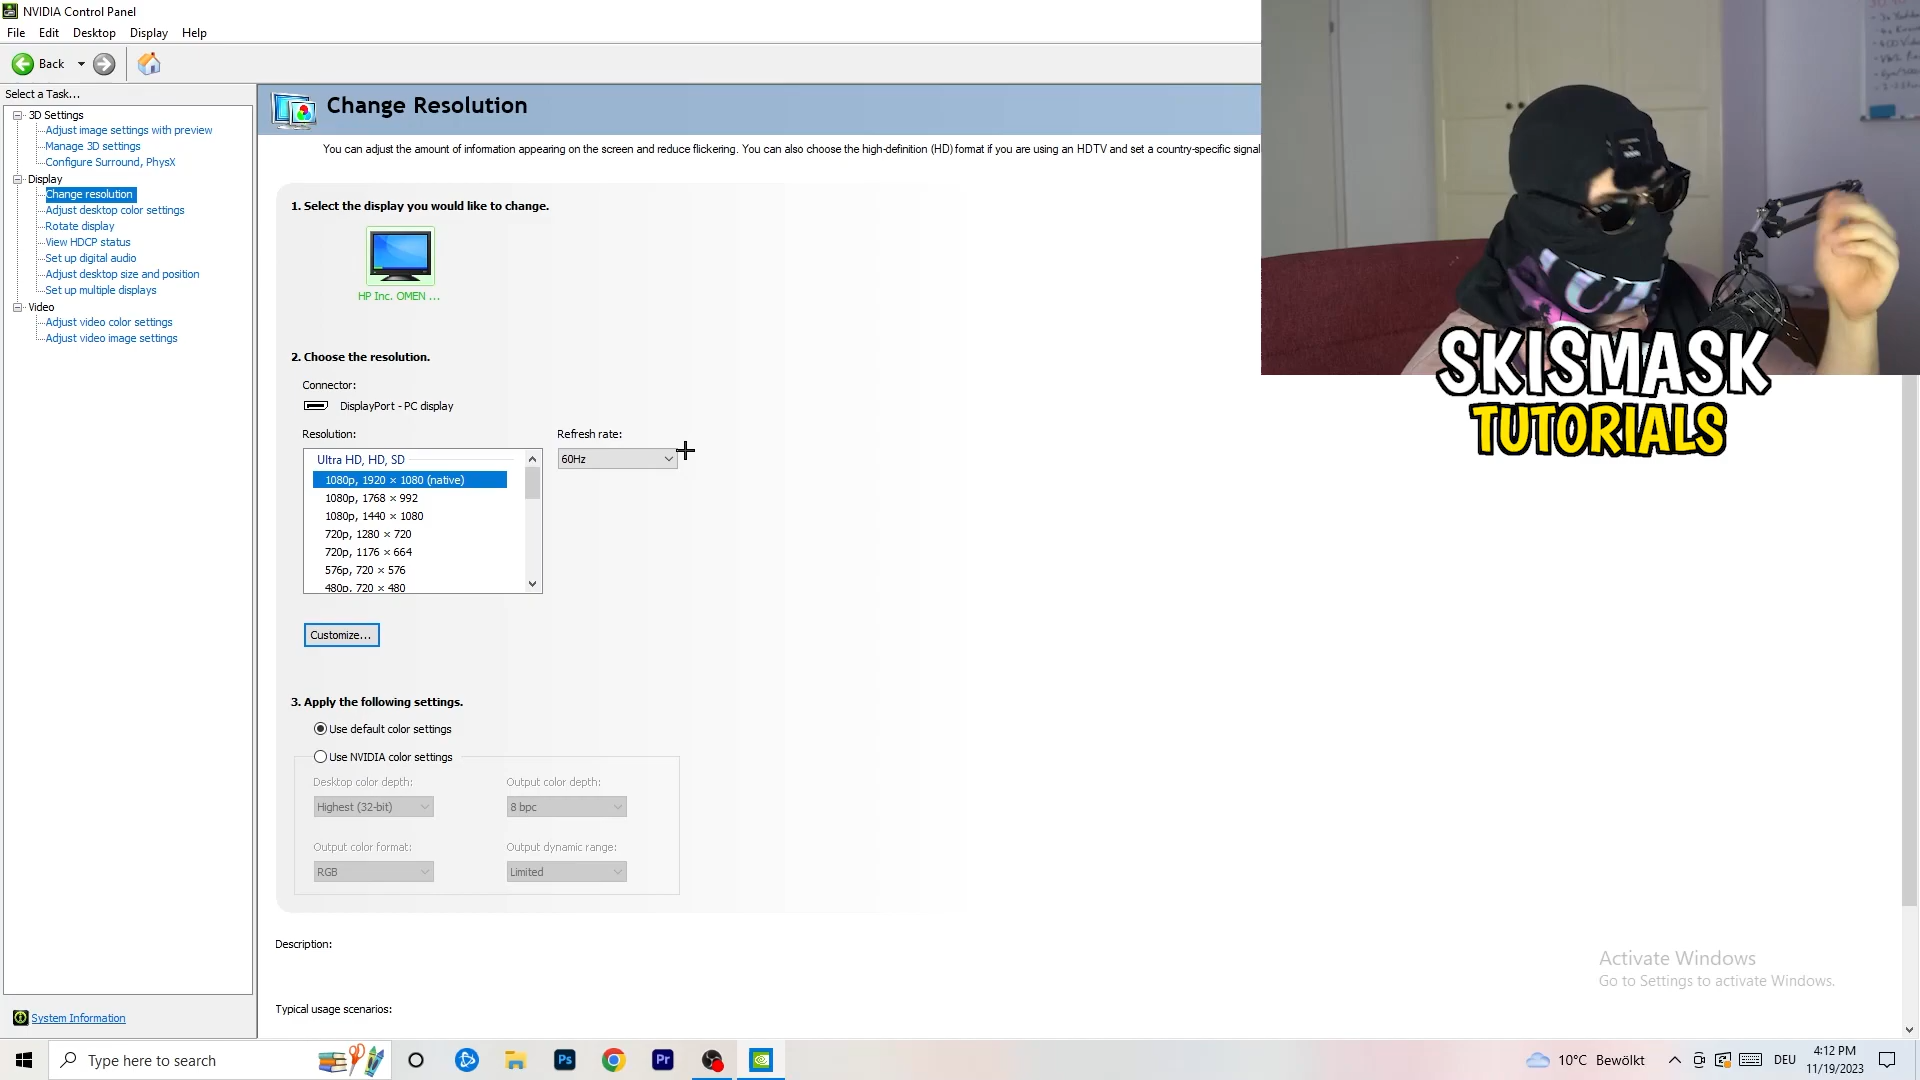 NVIDIA Control Panel
File Edit Desktop Display Help
Back
Select a Task...
3D Settings
Adjust image settings with preview
Manage 3D settings
Configure Surround, PhysX
Display
Change resolution
Adjust desktop color settings
Rotate display
View HDCP status
Set up digital audio
Adjust desktop size and position
Set up multiple displays
Video
Adjust video color settings
Adjust video image settings
System Information
Change Resolution
You can adjust the amount of information appearing on the screen and reduce flickering. You can also choose the high-definition (HD) format if you are using an HDTV and set a country-specific signal
1. Select the display you would like to change.
HP Inc. OMEN ...
2. Choose the resolution.
Connector:
DisplayPort - PC display
Resolution:
Refresh rate:
Ultra HD, HD, SD
60Hz
1080p, 1920 × 1080 (native)
1080p, 1768 × 992
1080p, 1440 × 1080
720p, 1280 × 720
720p, 1176 × 664
576p, 720 × 576
480p, 720 × 480
Customize...
3. Apply the following settings.
Use default color settings
Use NVIDIA color settings
Desktop color depth:
Output color depth:
Highest (32-bit)
8 bpc
Output color format:
Output dynamic range:
RGB
Limited
Description:
Typical usage scenarios:
SKISMASK
TUTORIALS
Activate Windows
Go to Settings to activate Windows.
Type here to search
Ps
Pr
10°C Bewölkt
DEU
4:12 PM
11/19/2023